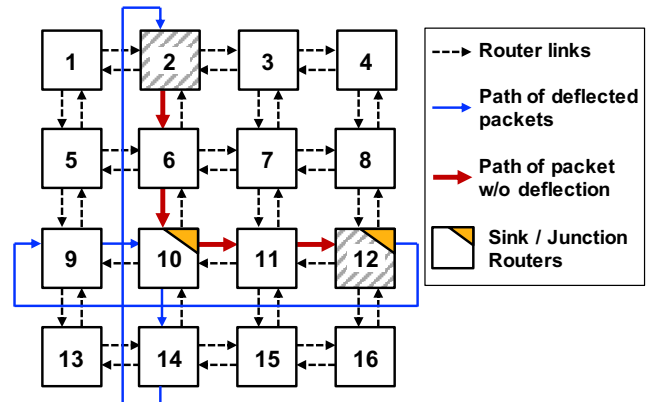 1 2 3 4
5 6 7 8
9 10 11 12
13 14 15 16
Router links
Path of deflected
packets
Path of packet
w/o deflection
Sink / Junction
Routers